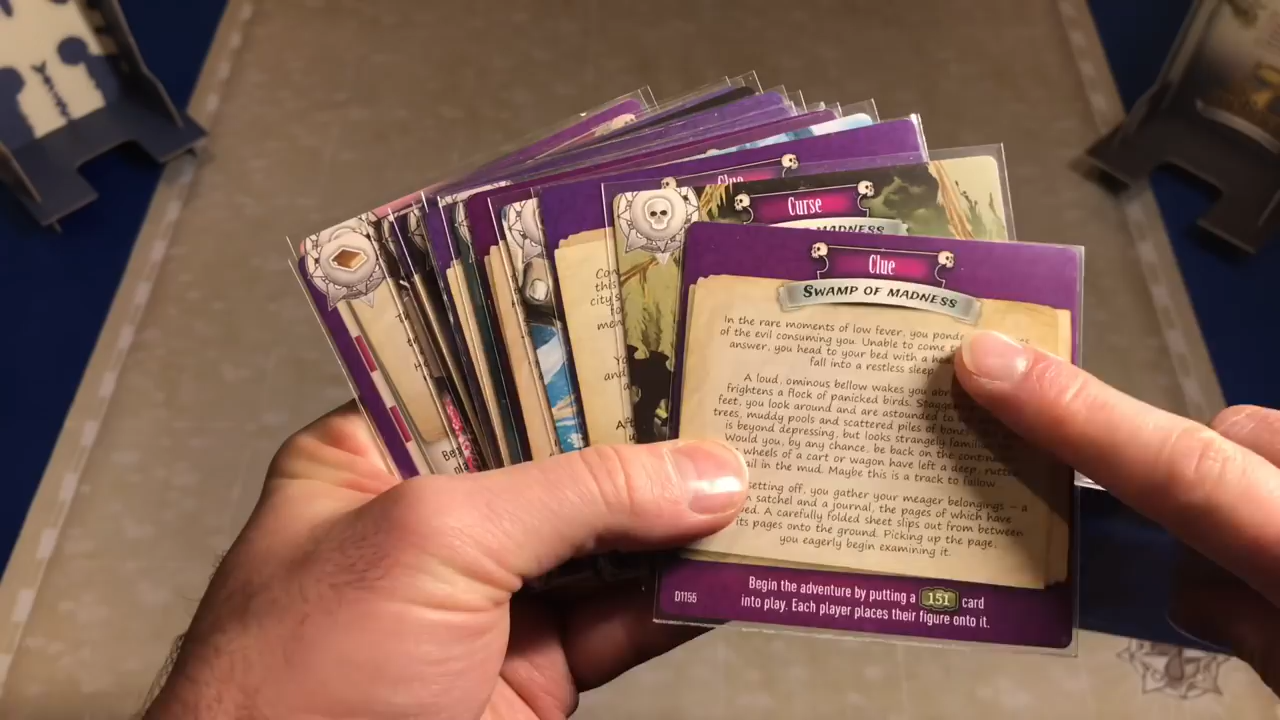 Clue
Curse
MADNESS
Clue
SWAMP OF MADNESS
In the rare moments of low fever, you
of the evil consuming you. Unable to come
answer, you head to your bed with a
fall into a restless sleep
A loud, ominous bellow wakes you
frightens a flock of panicked birds.
feet, you look around and are astounded to
trees, muddy pools and scattered piles of
is beyond depressing, but looks strangely
Would you, by any chance, be back on the
wheels of a cart or wagon have left a deep,
in the mud. Maybe this is a track to follow
setting off, you gather your meager belongings – a
satchel and a journal, the pages of which have
A carefully folded sheet slips out from between
its pages onto the ground. Picking up the page,
you eagerly begin examining it.
D1155
Begin the adventure by putting a 151 card
into play. Each player places their figure onto it.